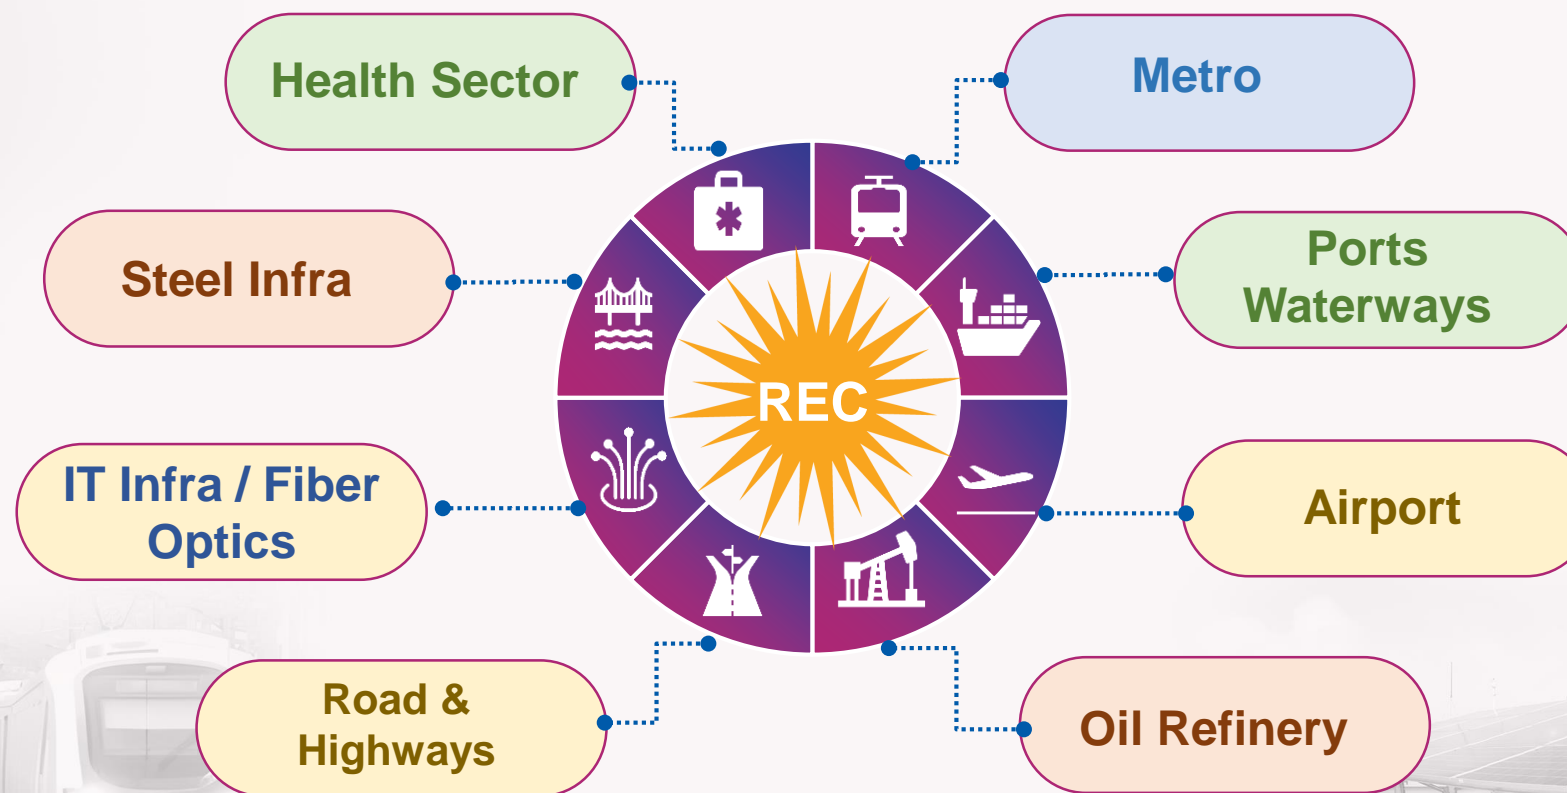 Health Sector
Metro
Steel Infra
Ports
Waterways
REC
IT Infra / Fiber
Optics
Airport
Road &
Highways
Oil Refinery